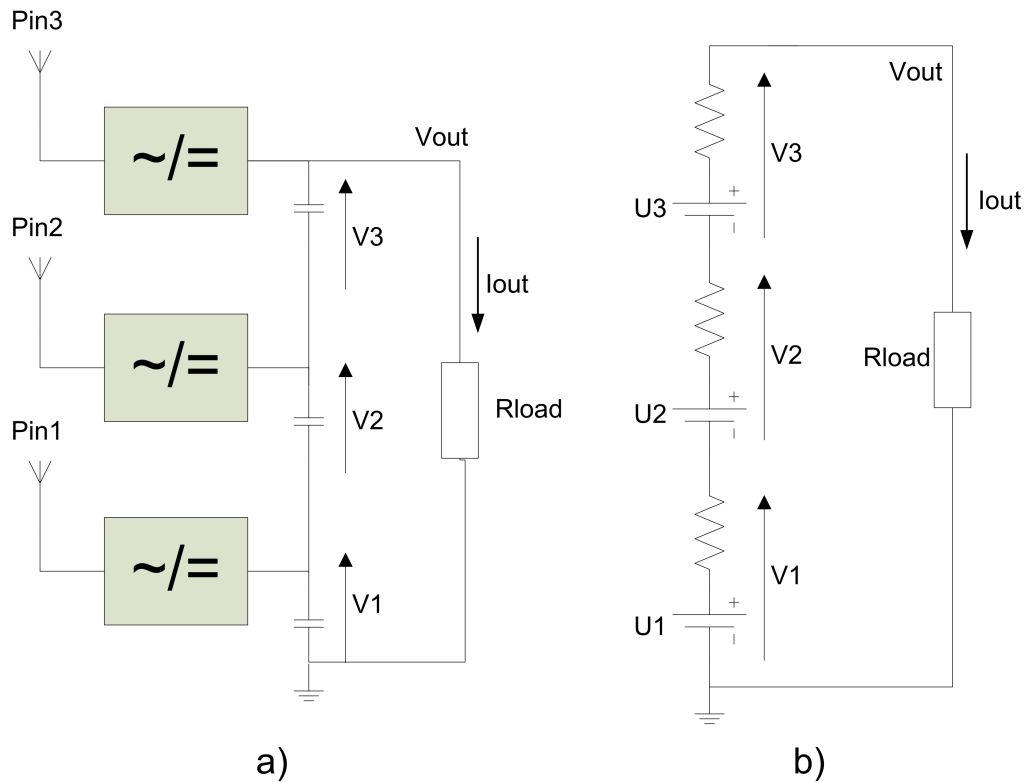 Pin3
~/=
Vout
V3
Iout
Pin2
~/=
V2
Rload
Pin1
~/=
V1
a)
Vout
V3
U3
+
-
Iout
V2
Rload
U2
+
-
V1
U1
+
-
b)